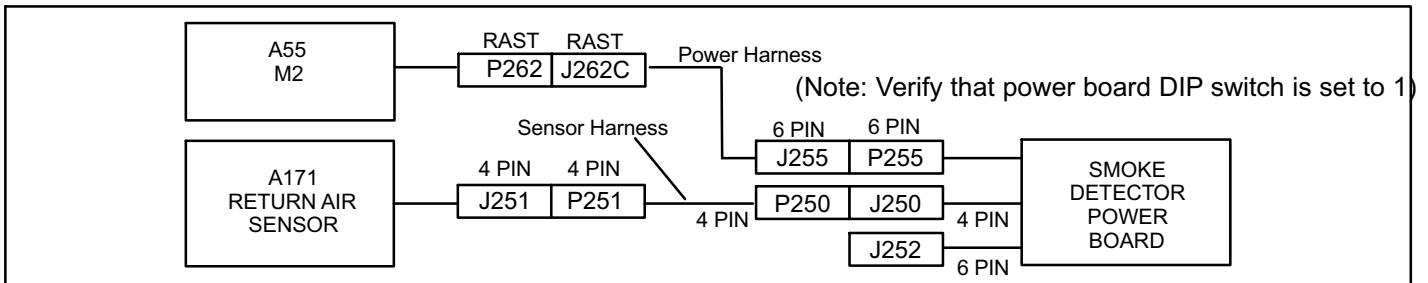 A55
M2
RAST RAST
P262 J262C
Power Harness
(Note: Verify that power board DIP switch is set to 1)
Sensor Harness
6 PIN 6 PIN
J255 P255
A171
RETURN AIR
SENSOR
4 PIN 4 PIN
J251 P251
4 PIN
P250 J250
4 PIN
J252
6 PIN
SMOKE
DETECTOR
POWER
BOARD